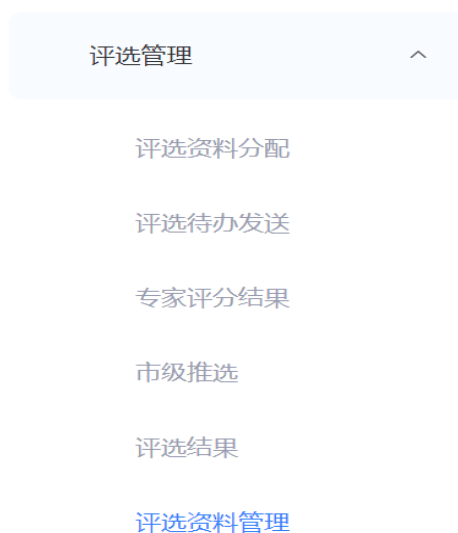 评选管理
评选资料分配
评选待办发送
专家评分结果
市级推选
评选结果
评选资料管理